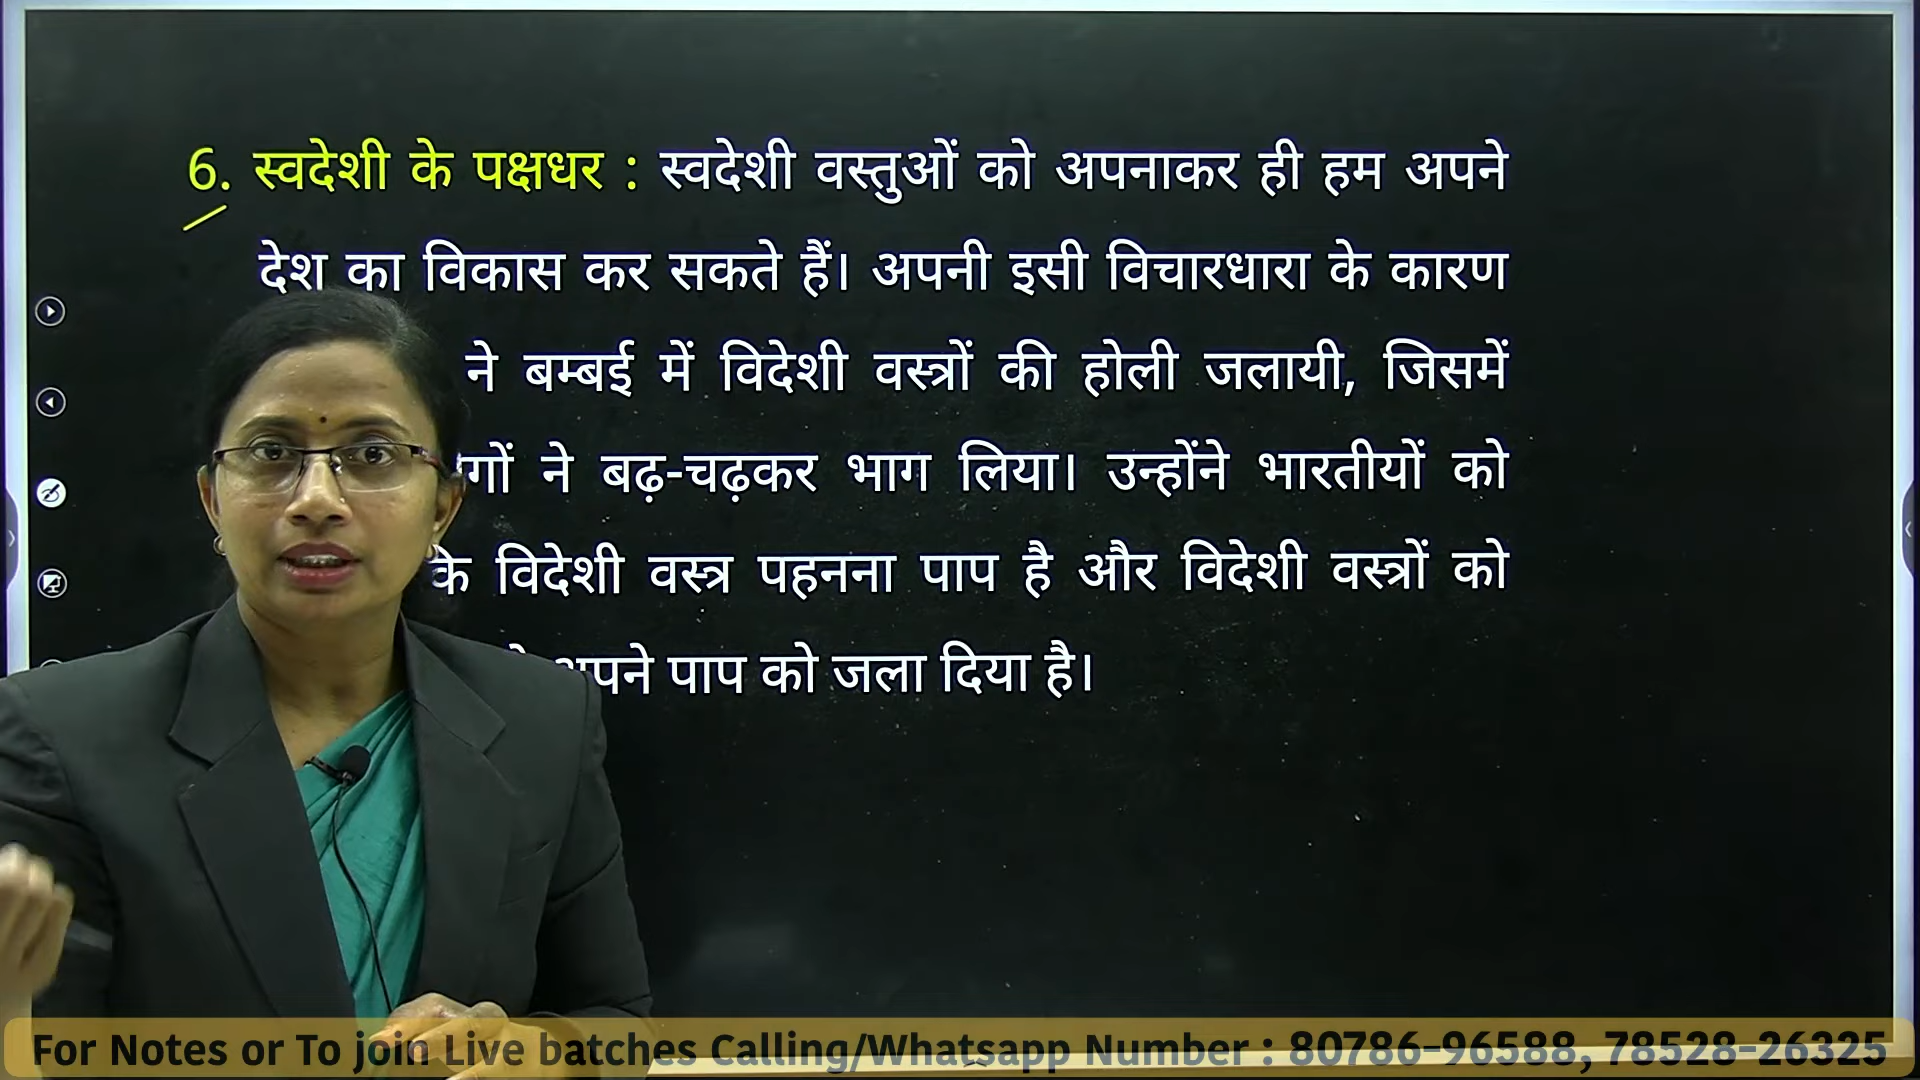 6. स्वदेशी के पक्षधर : स्वदेशी वस्तुओं को अपनाकर ही हम अपने
देश का विकास कर सकते हैं। अपनी इसी विचारधारा के कारण
ने बम्बई में विदेशी वस्त्रों की होली जलायी, जिसमें
ने बढ़-चढ़कर भाग लिया। उन्होंने भारतीयों को
के विदेशी वस्त्र पहनना पाप है और विदेशी वस्त्रों को
अपने पाप को जला दिया है।
For Notes or To join Live batches Calling/Whatsapp Number : 80786-96588, 78528-26325